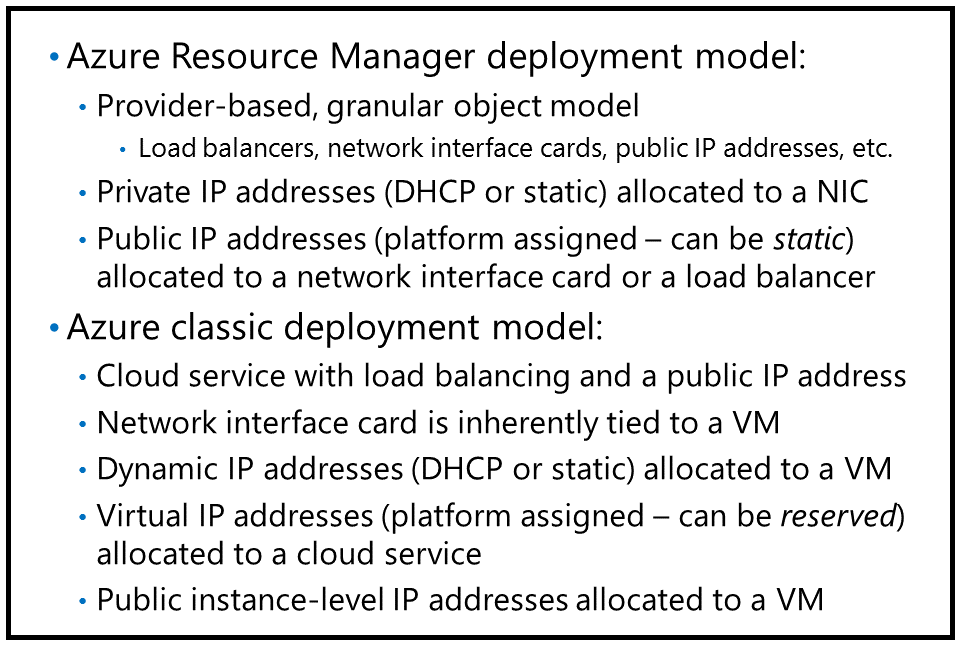 • Azure Resource Manager deployment model:
• Provider-based, granular object model
• Load balancers, network interface cards, public IP addresses, etc.
• Private IP addresses (DHCP or static) allocated to a NIC
• Public IP addresses (platform assigned – can be static)
allocated to a network interface card or a load balancer
• Azure classic deployment model:
• Cloud service with load balancing and a public IP address
• Network interface card is inherently tied to a VM
• Dynamic IP addresses (DHCP or static) allocated to a VM
• Virtual IP addresses (platform assigned – can be reserved)
allocated to a cloud service
• Public instance-level IP addresses allocated to a VM